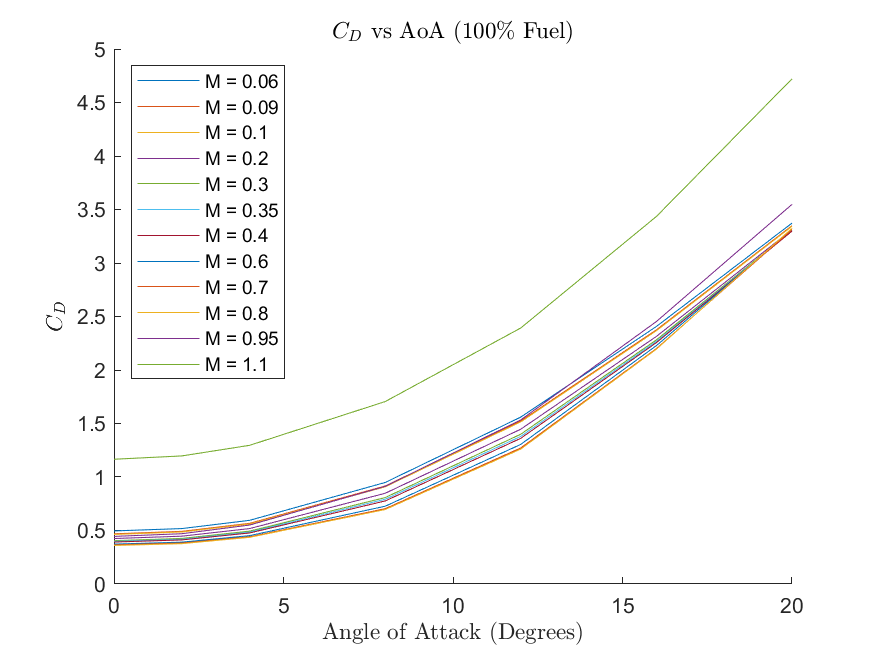 C_D vs AoA (100% Fuel)
5
4.5
4
3.5
3
2.5
2
1.5
1
0.5
0
C_D
M = 0.06
M = 0.09
M = 0.1
M = 0.2
M = 0.3
M = 0.35
M = 0.4
M = 0.6
M = 0.7
M = 0.8
M = 0.95
M = 1.1
0 5 10 15 20
Angle of Attack (Degrees)